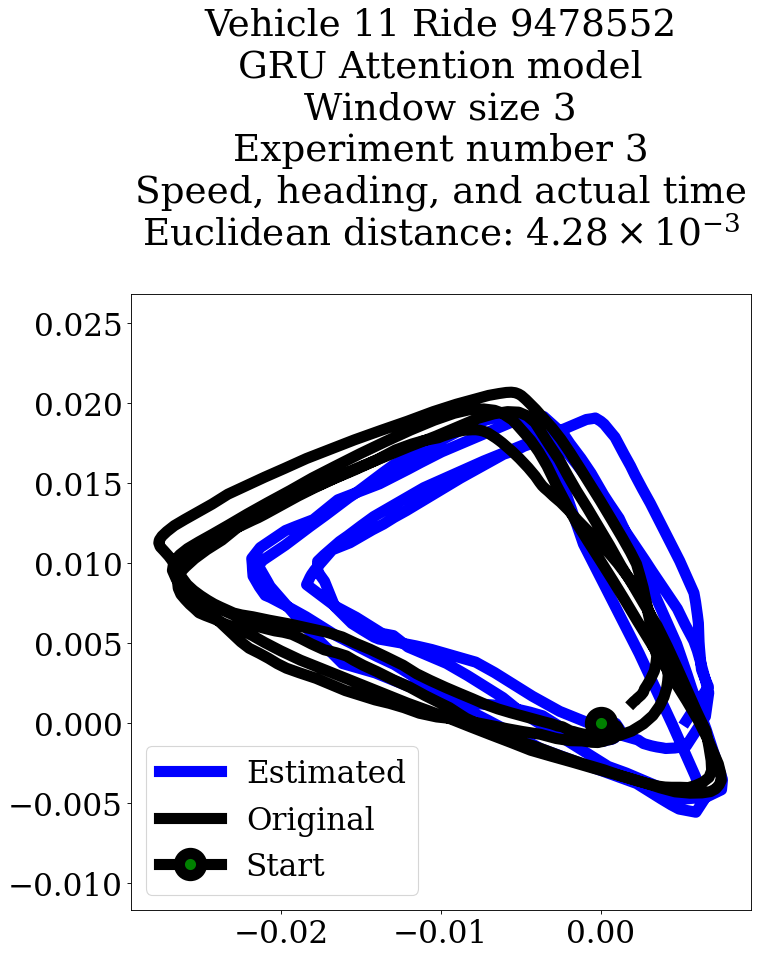 Vehicle 11 Ride 9478552
GRU Attention model
Window size 3
Experiment number 3
Speed, heading, and actual time
Euclidean distance: 4.28 × 10⁻³
0.025
0.020
0.015
0.010
0.005
0.000
−0.005
−0.010
Estimated
Original
Start
−0.02 −0.01 0.00